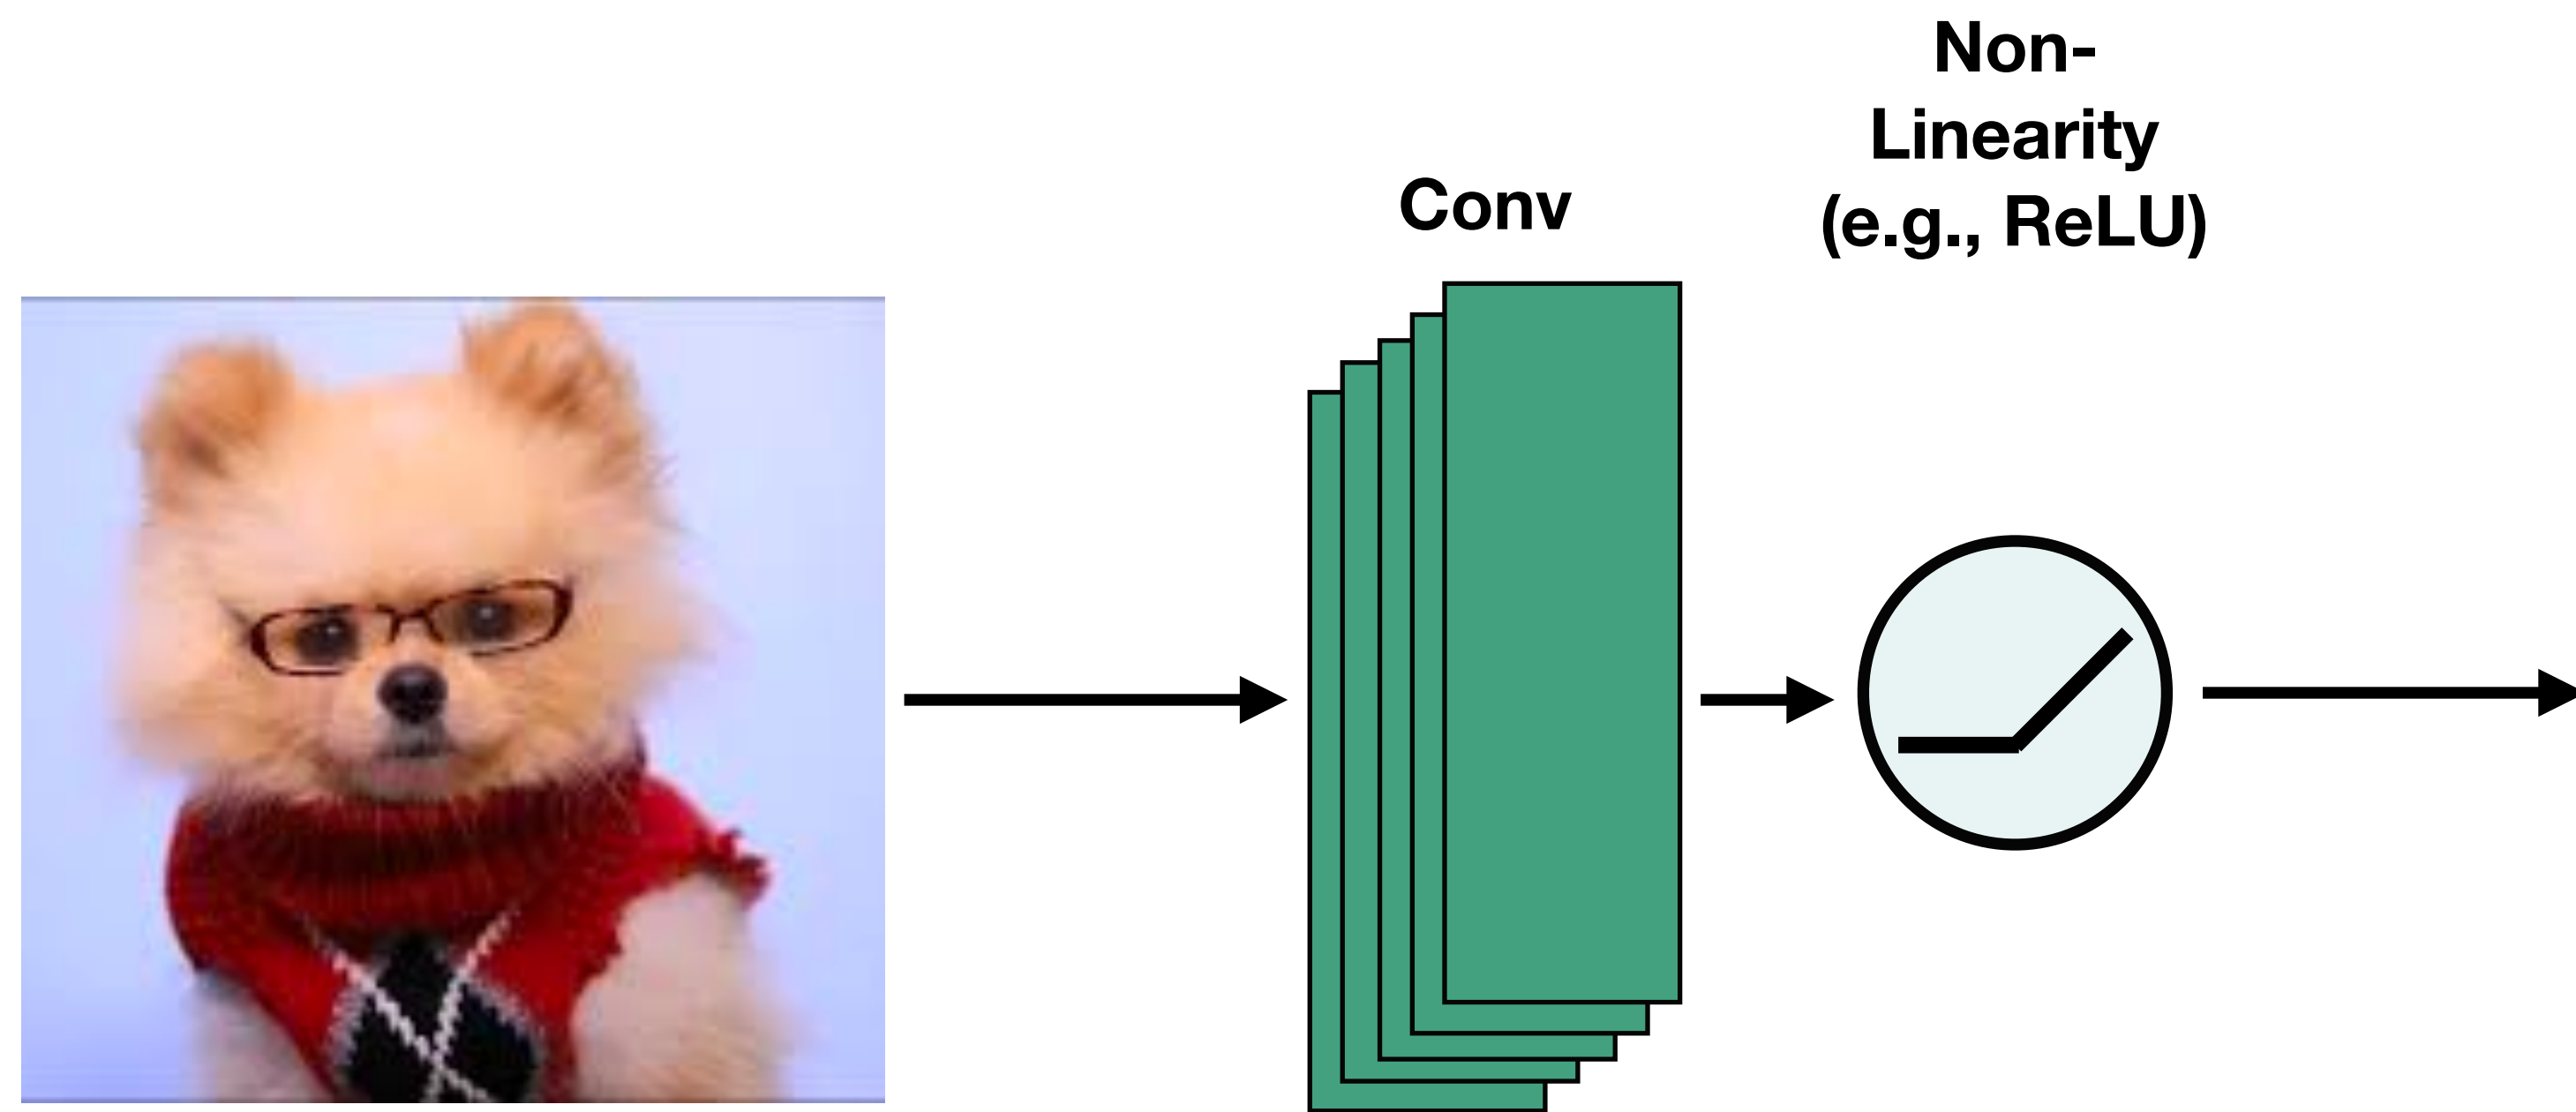 Conv
Non-
Linearity
(e.g., ReLU)